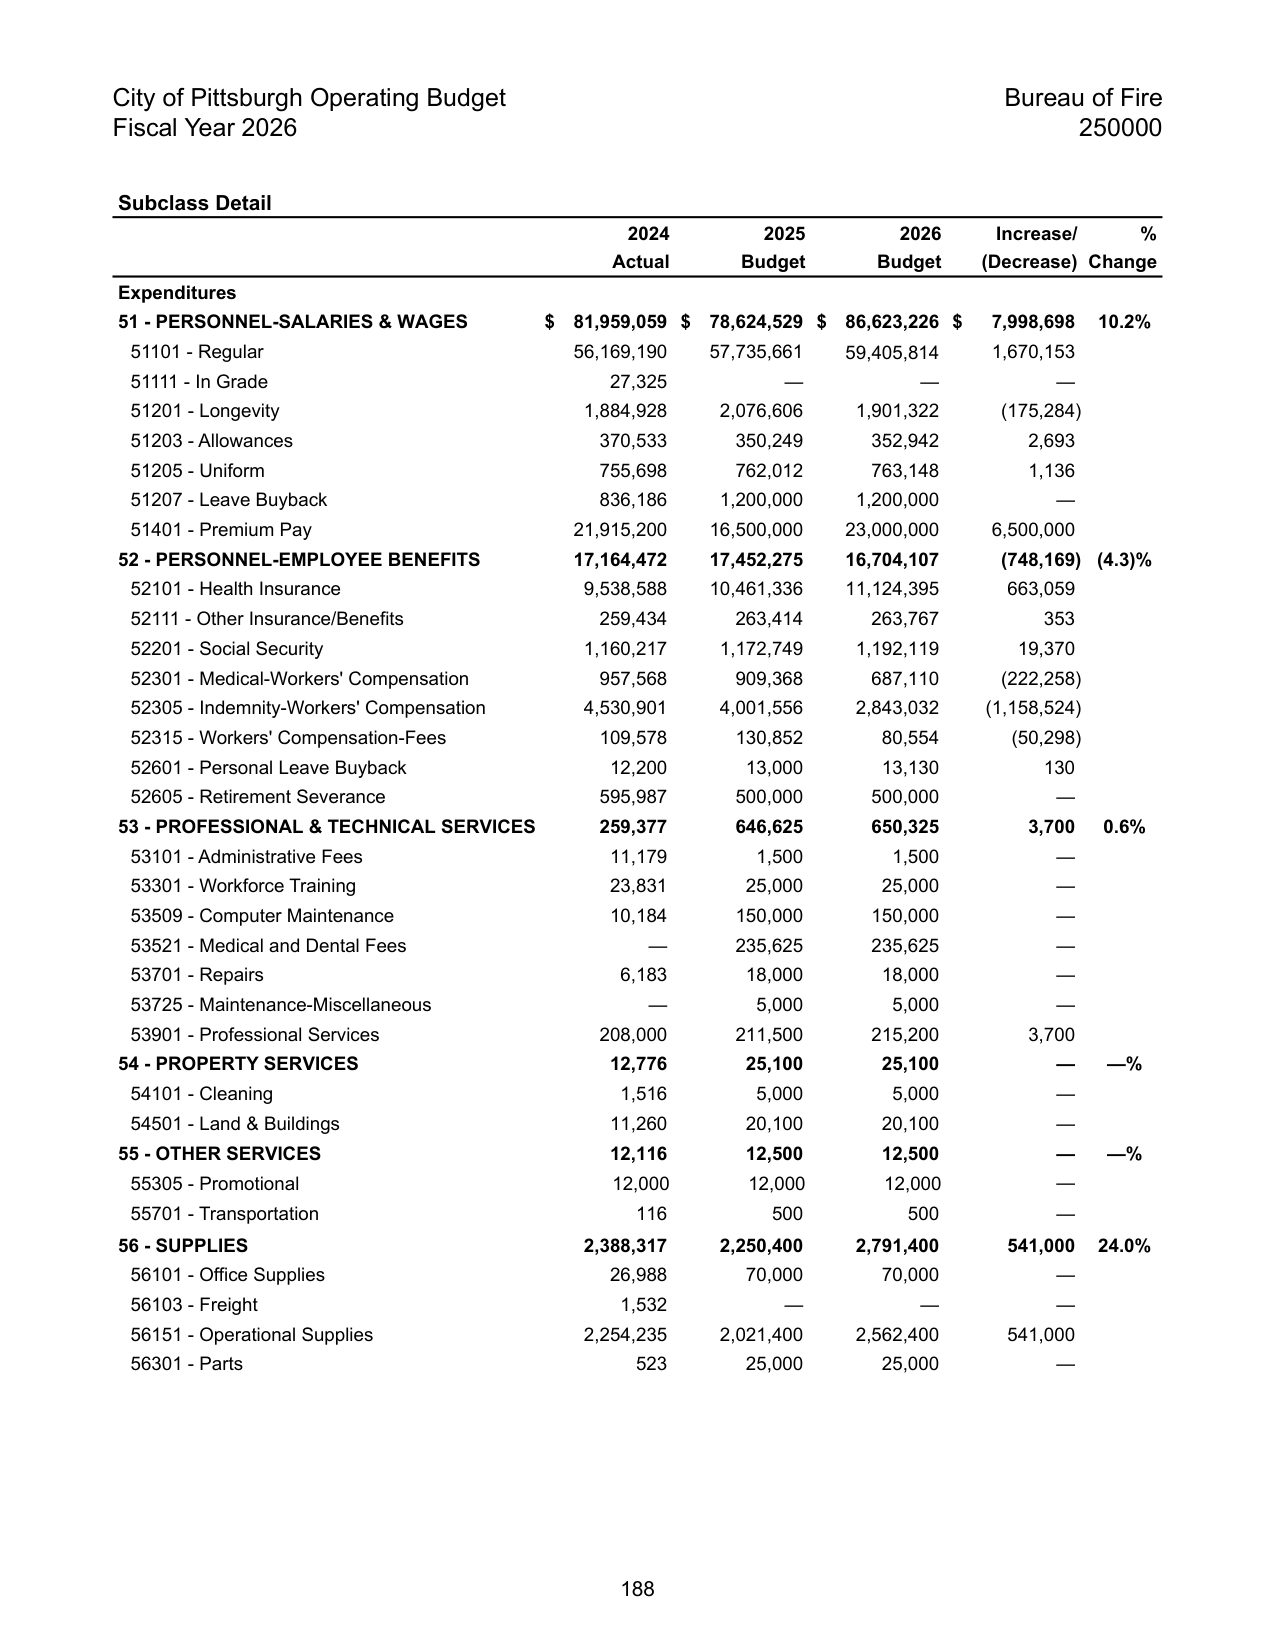 City of Pittsburgh Operating Budget Bureau of Fire
Fiscal Year 2026 250000
Subclass Detail
2024 2025 2026 Increase/ %
Actual Budget Budget (Decrease) Change
Expenditures
51 - PERSONNEL-SALARIES & WAGES $ 81,959,059 $ 78,624,529 $ 86,623,226 $ 7,998,698 10.2%
51101 - Regular 56,169,190 57,735,661 59,405,814 1,670,153
51111 - In Grade 27,325 — — —
51201 - Longevity 1,884,928 2,076,606 1,901,322 (175,284)
51203 - Allowances 370,533 350,249 352,942 2,693
51205 - Uniform 755,698 762,012 763,148 1,136
51207 - Leave Buyback 836,186 1,200,000 1,200,000 —
51401 - Premium Pay 21,915,200 16,500,000 23,000,000 6,500,000
52 - PERSONNEL-EMPLOYEE BENEFITS 17,164,472 17,452,275 16,704,107 (748,169) (4.3)%
52101 - Health Insurance 9,538,588 10,461,336 11,124,395 663,059
52111 - Other Insurance/Benefits 259,434 263,414 263,767 353
52201 - Social Security 1,160,217 1,172,749 1,192,119 19,370
52301 - Medical-Workers' Compensation 957,568 909,368 687,110 (222,258)
52305 - Indemnity-Workers' Compensation 4,530,901 4,001,556 2,843,032 (1,158,524)
52315 - Workers' Compensation-Fees 109,578 130,852 80,554 (50,298)
52601 - Personal Leave Buyback 12,200 13,000 13,130 130
52605 - Retirement Severance 595,987 500,000 500,000 —
53 - PROFESSIONAL & TECHNICAL SERVICES 259,377 646,625 650,325 3,700 0.6%
53101 - Administrative Fees 11,179 1,500 1,500 —
53301 - Workforce Training 23,831 25,000 25,000 —
53509 - Computer Maintenance 10,184 150,000 150,000 —
53521 - Medical and Dental Fees — 235,625 235,625 —
53701 - Repairs 6,183 18,000 18,000 —
53725 - Maintenance-Miscellaneous — 5,000 5,000 —
53901 - Professional Services 208,000 211,500 215,200 3,700
54 - PROPERTY SERVICES 12,776 25,100 25,100 — —%
54101 - Cleaning 1,516 5,000 5,000 —
54501 - Land & Buildings 11,260 20,100 20,100 —
55 - OTHER SERVICES 12,116 12,500 12,500 — —%
55305 - Promotional 12,000 12,000 12,000 —
55701 - Transportation 116 500 500 —
56 - SUPPLIES 2,388,317 2,250,400 2,791,400 541,000 24.0%
56101 - Office Supplies 26,988 70,000 70,000 —
56103 - Freight 1,532 — — —
56151 - Operational Supplies 2,254,235 2,021,400 2,562,400 541,000
56301 - Parts 523 25,000 25,000 —
188